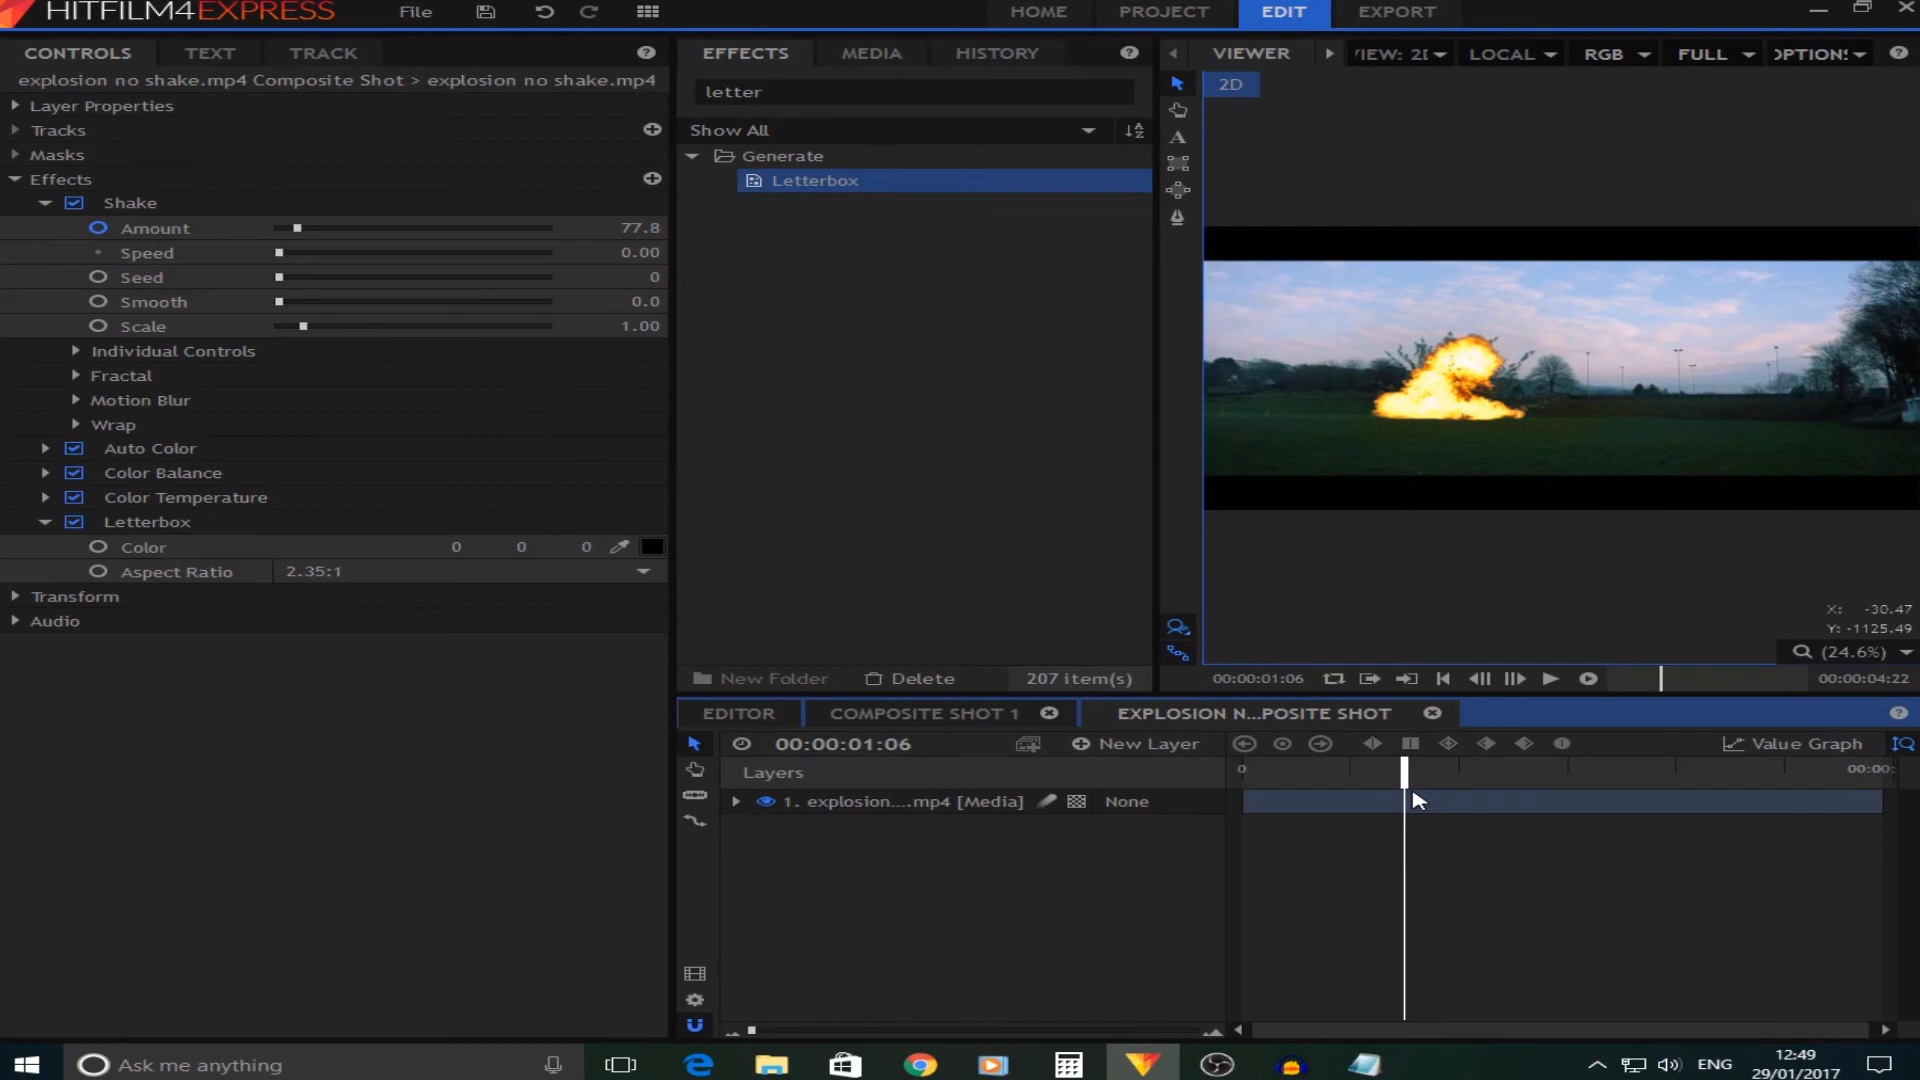 HITFILM4EXPRESS
File
HOME
PROJECT
EDIT
EXPORT
CONTROLS
TEXT
TRACK
explosion no shake.mp4 Composite Shot > explosion no shake.mp4
Layer Properties
Tracks
Masks
Effects
Shake
Amount 77.8
Speed 0.00
Seed 0
Smooth 0.0
Scale 1.00
Individual Controls
Fractal
Motion Blur
Wrap
Auto Color
Color Balance
Color Temperature
Letterbox
Color 0 0 0
Aspect Ratio 2.35:1
Transform
Audio
EFFECTS
MEDIA
HISTORY
letter
Show All
Generate
Letterbox
New Folder
Delete
207 item(s)
VIEWER
LOCAL
RGB
FULL
2D
X: -30.47
Y: -1125.49
(24.6%)
00:00:01:06
00:00:04:22
EDITOR
COMPOSITE SHOT 1
EXPLOSION N...POSITE SHOT
00:00:01:06
New Layer
Value Graph
Layers
0
00:00:
1. explosion....mp4 [Media]
None
Ask me anything
ENG
12:49
29/01/2017